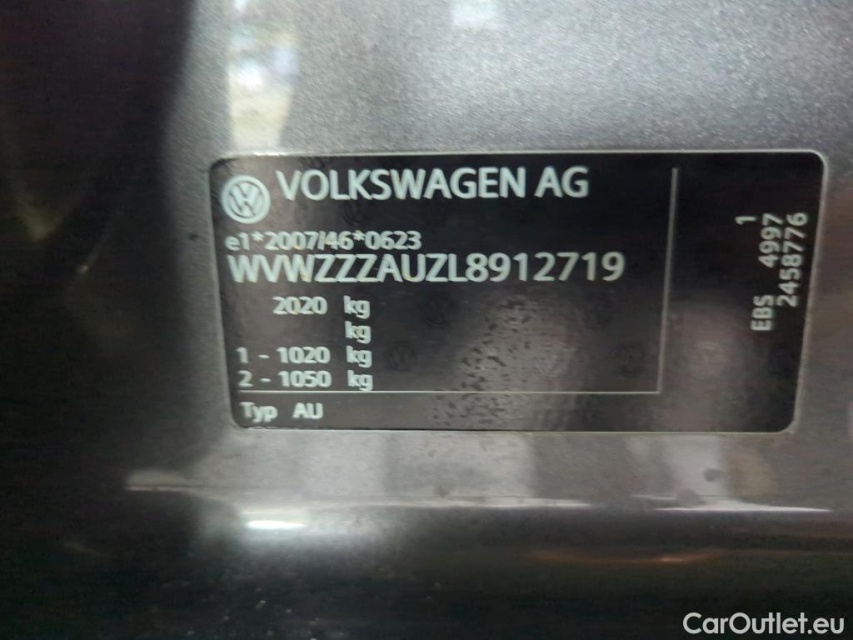 VOLKSWAGEN AG
e1*2007/46*0623
WVWZZZAUZL8912719
2020 kg
kg
1 - 1020 kg
2 - 1050 kg
Typ AU
1
EBS 4997
2458776
CarOutlet.eu